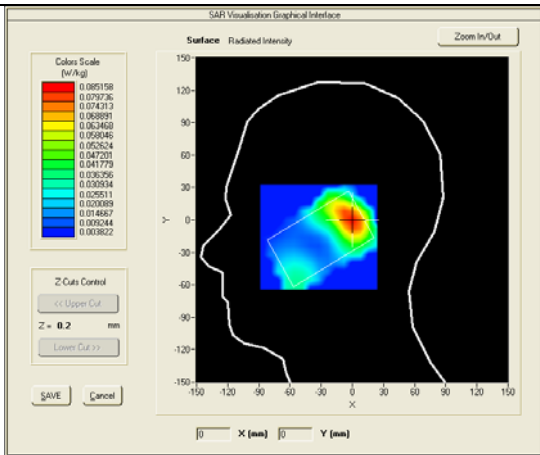 SAR Visualisation Graphical Interface
Surface Radiated Intensity
Zoom In/Out
Colors Scale
(W/kg)
0.085158
0.079736
0.074313
0.068891
0.063468
0.058046
0.052624
0.047201
0.041779
0.036356
0.030934
0.025511
0.020089
0.014667
0.009244
0.003822
Z Cuts Control
<< Upper Cut
Z = 0.2 mm
Lower Cut >>
SAVE Cancel
150-
120-
90-
60-
30-
0-
-30-
-60-
-90-
-120-
-150-
Y
-150 -120 -90 -60 -30 0 30 60 90 120 150
X
0 X (mm) 0 Y (mm)